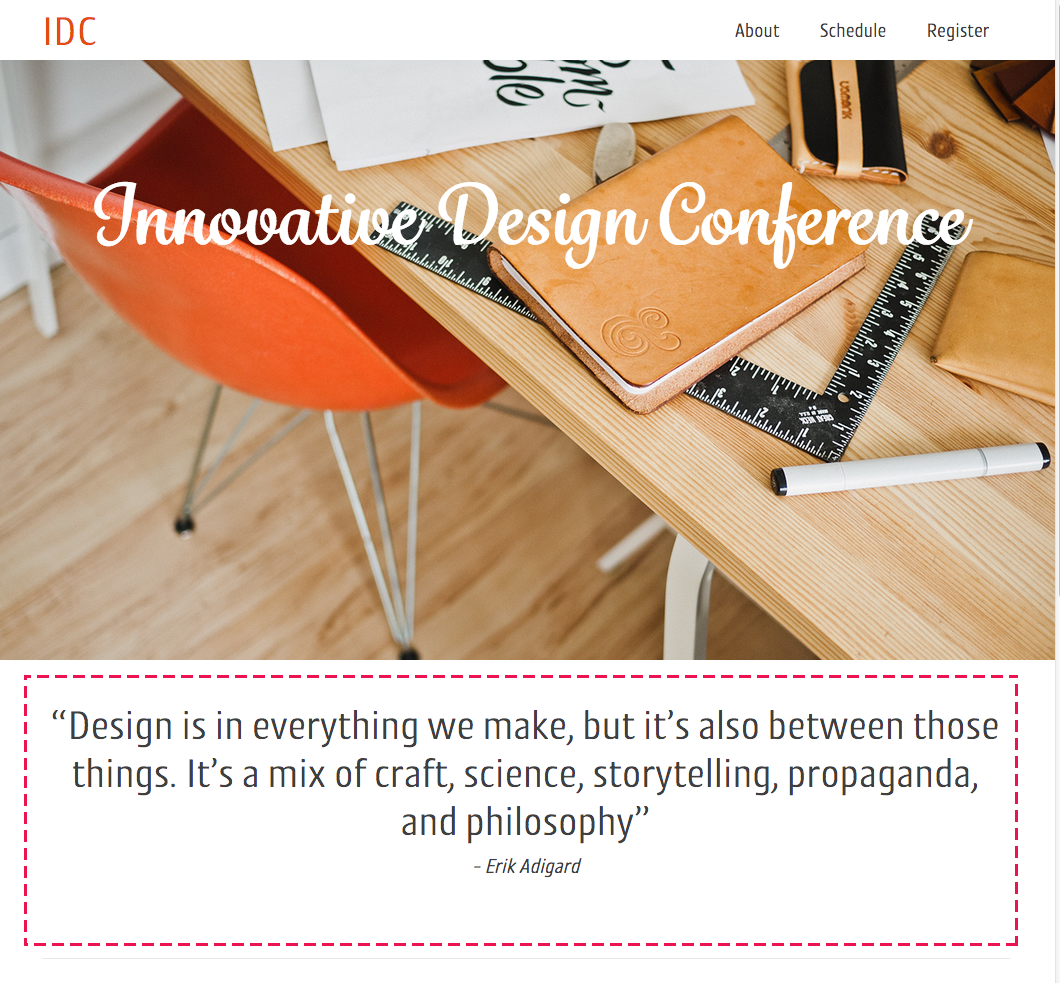 IDC
About Schedule Register
Innovative Design Conference
“Design is in everything we make, but it’s also between those
things. It’s a mix of craft, science, storytelling, propaganda,
and philosophy”
– Erik Adigard